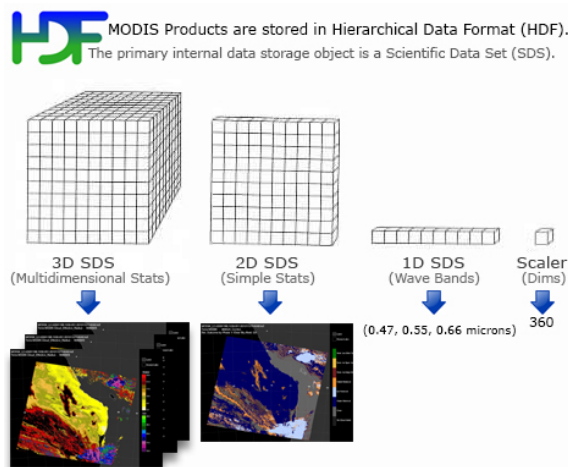 HDF
MODIS Products are stored in Hierarchical Data Format (HDF).
The primary internal data storage object is a Scientific Data Set (SDS).
3D SDS
(Multidimensional Stats)
2D SDS
(Simple Stats)
1D SDS
(Wave Bands)
Scaler
(Dims)
(0.47, 0.55, 0.66 microns)
360